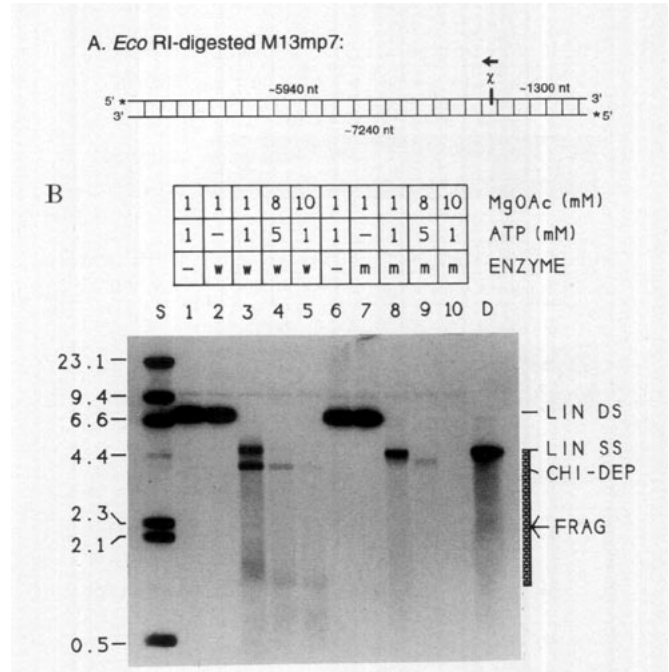 A. Eco RI-digested M13mp7:
χ
~5940 nt
~1300 nt
5' *
3'
3'
*5'
~7240 nt
B
1 1 1 8 10 1 1 1 8 10 MgOAc (mM)
1 – 1 5 1 1 – 1 5 1 ATP (mM)
– w w w w – m m m m ENZYME
S 1 2 3 4 5 6 7 8 9 10 D
23.1
9.4
6.6
4.4
2.3
2.1
0.5
LIN DS
LIN SS
CHI-DEP
FRAG